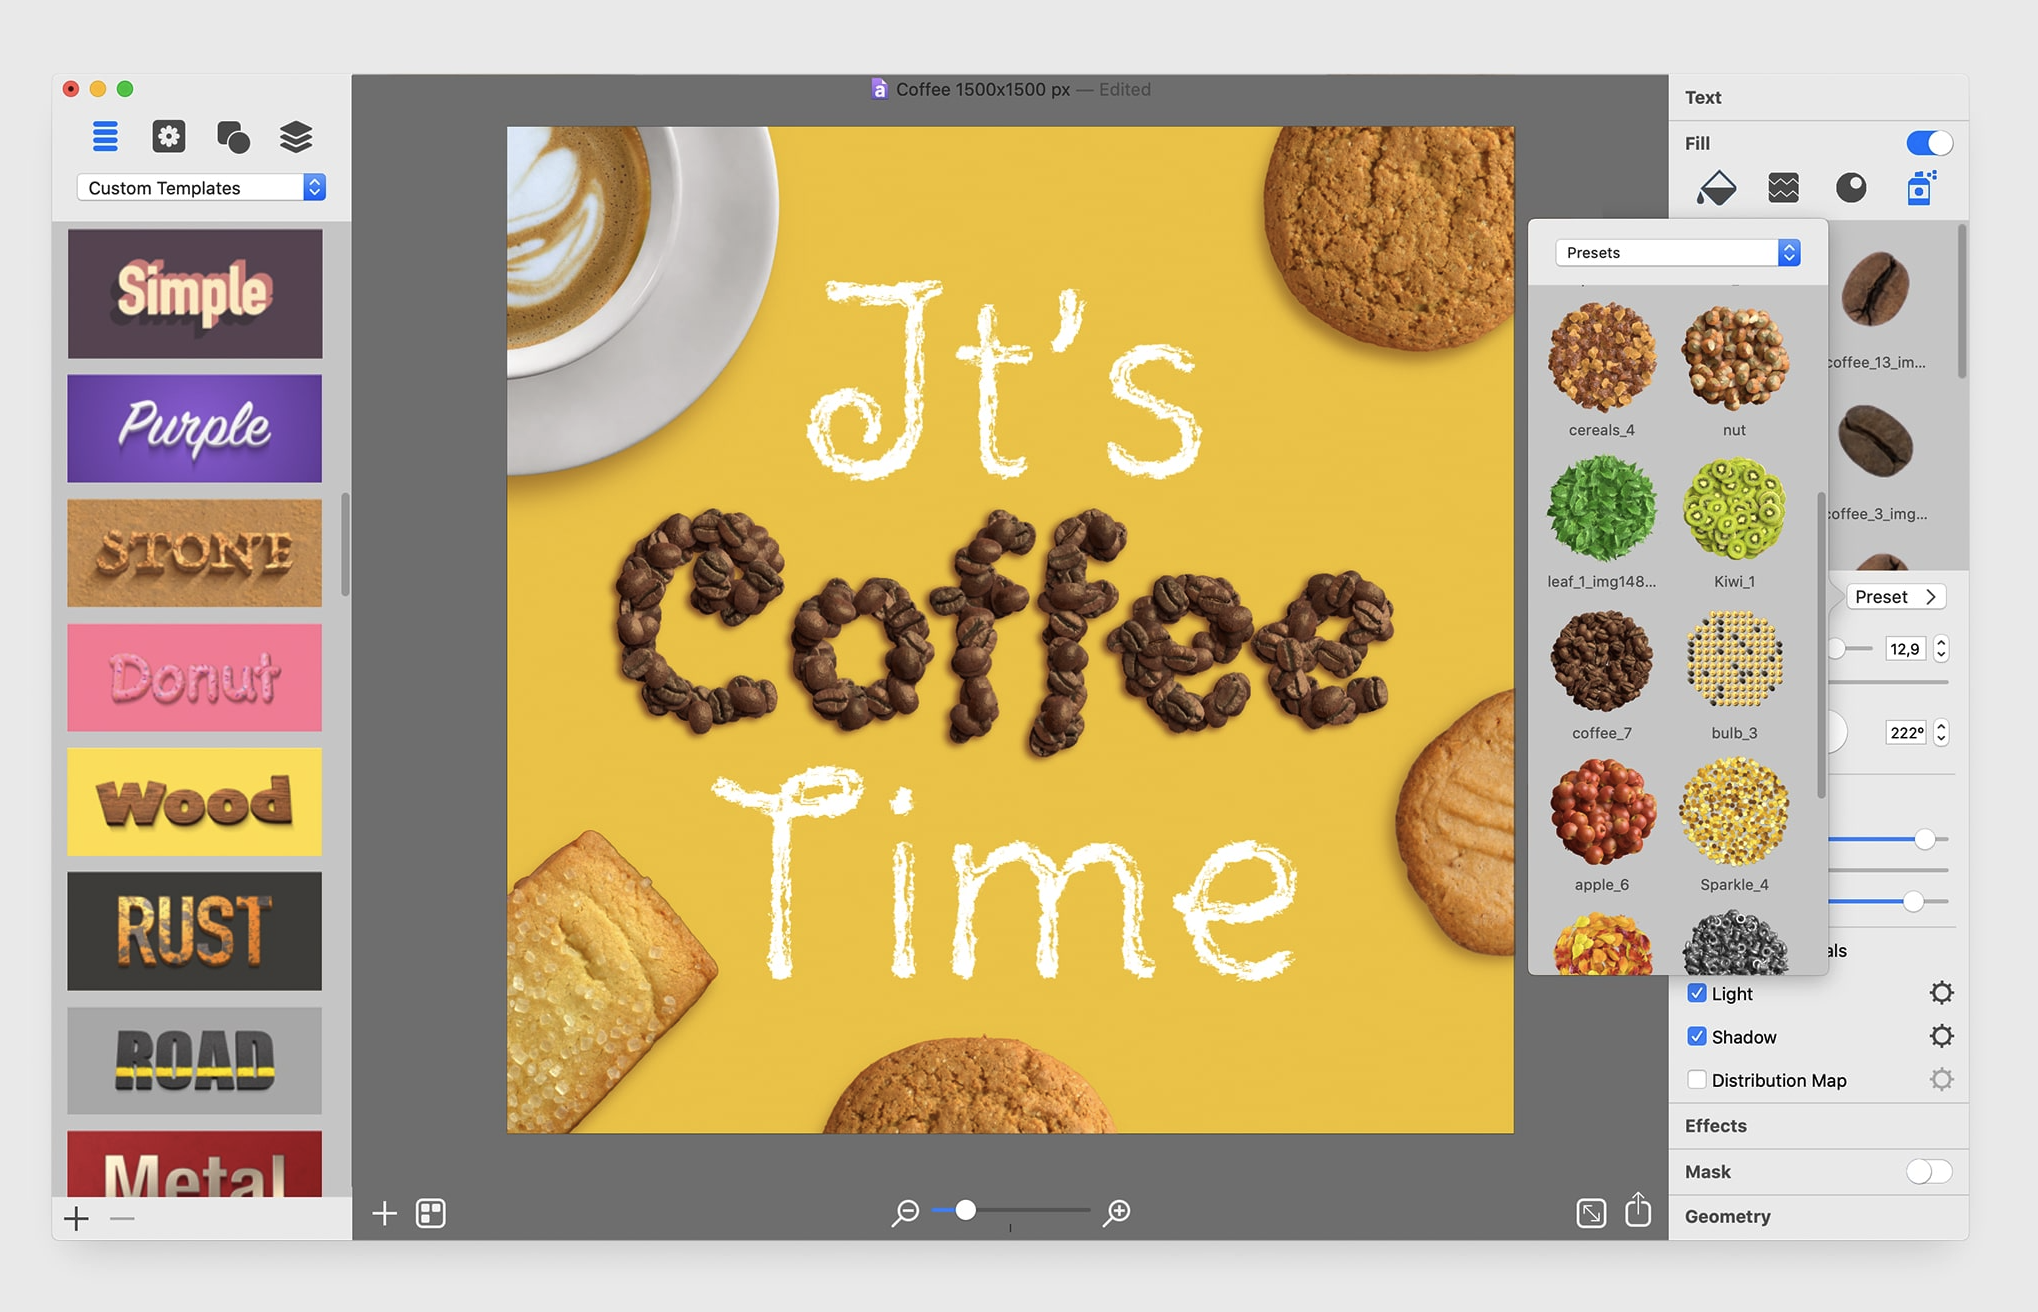 Coffee 1500x1500 px — Edited
Custom Templates
Simple
Purple
STONE
Donut
Wood
RUST
ROAD
Metal
It's
Coffee
Time
Text
Fill
Presets
cereals_4
nut
leaf_1_img148...
Kiwi_1
coffee_7
bulb_3
apple_6
Sparkle_4
coffee_13_im...
coffee_3_img...
Preset
12,9
222°
als
Light
Shadow
Distribution Map
Effects
Mask
Geometry